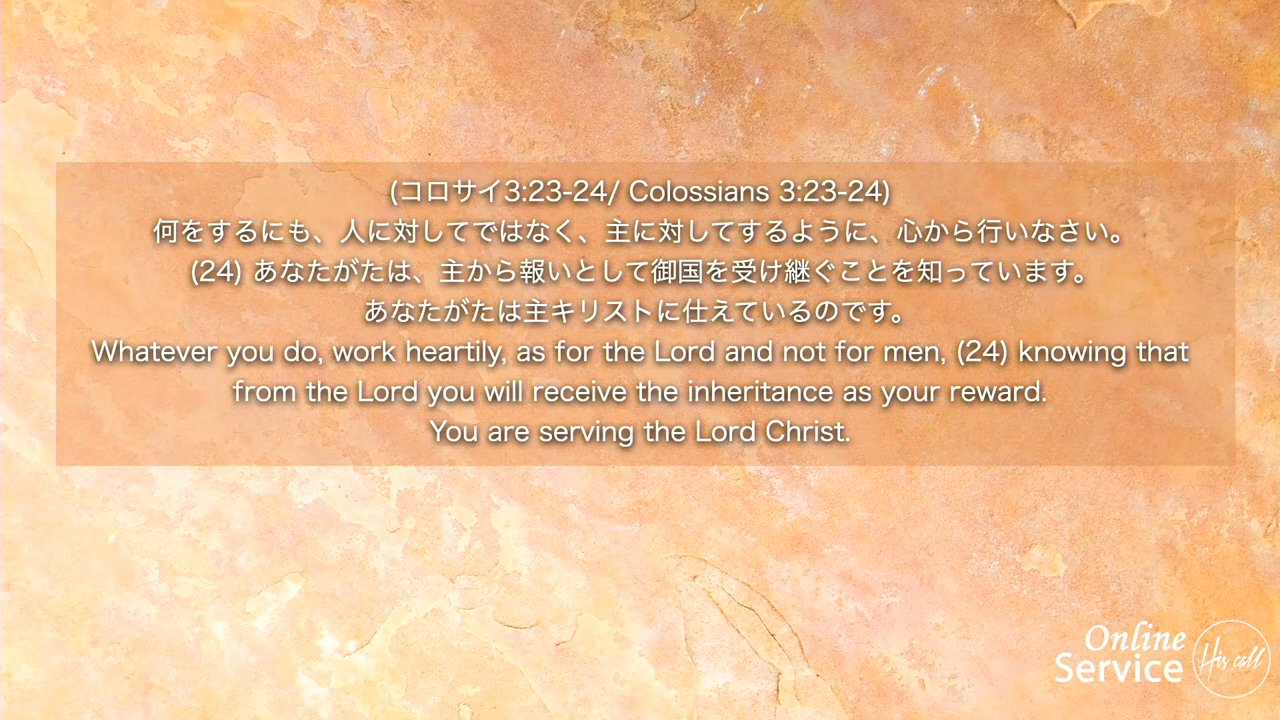 (コロサイ3:23-24/ Colossians 3:23-24)
何をするにも、人に対してではなく、主に対してするように、心から行いなさい。
(24) あなたがたは、主から報いとして御国を受け継ぐことを知っています。
あなたがたは主キリストに仕えているのです。
Whatever you do, work heartily, as for the Lord and not for men, (24) knowing that
from the Lord you will receive the inheritance as your reward.
You are serving the Lord Christ.
Online
Service
His call